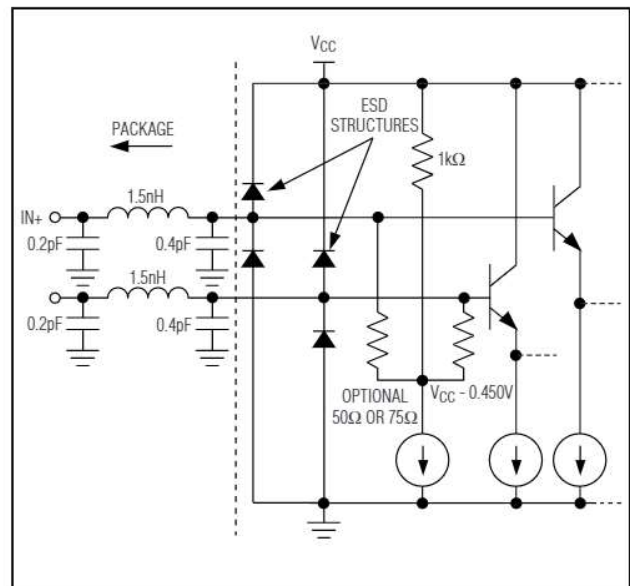 VCC
PACKAGE
ESD
STRUCTURES
1kΩ
1.5nH
IN+
0.2pF
0.4pF
1.5nH
0.2pF
0.4pF
OPTIONAL
50Ω OR 75Ω
VCC - 0.450V